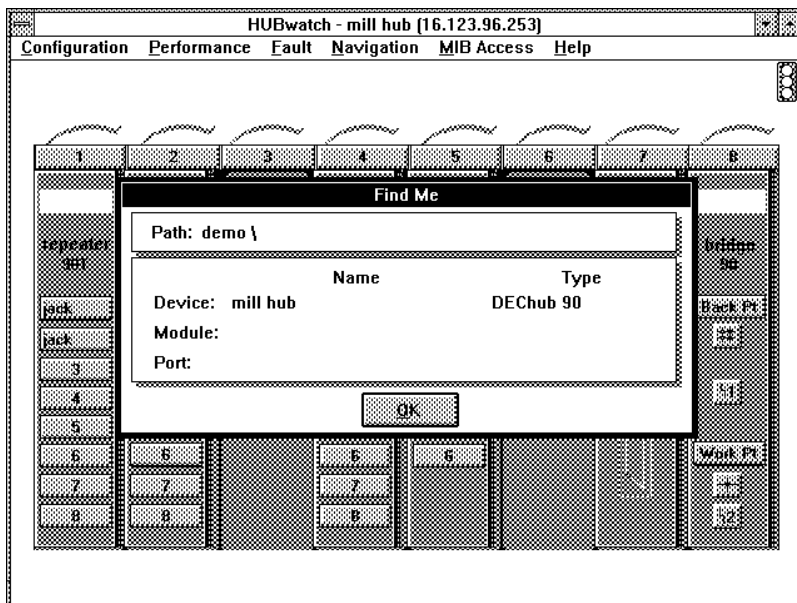 HUBwatch - mill hub (16.123.96.253)
Configuration Performance Fault Navigation MIB Access Help
1 2 3 4 5 6 7 8
Find Me
Path: demo \
repeater
901
bridge
90
Name Type
Device: mill hub DEChub 90
Module:
Port:
OK
jack
jack
3
4
5
6
7
8
6
7
8
6
7
8
6
Back Pt
Work Pt